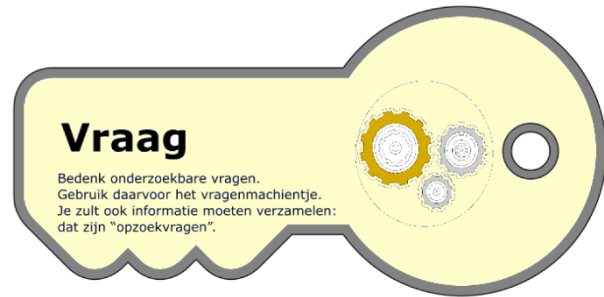 Vraag
Bedenk onderzoekbare vragen.
Gebruik daarvoor het vragenmachientje.
Je zult ook informatie moeten verzamelen:
dat zijn “opzoekvragen”.